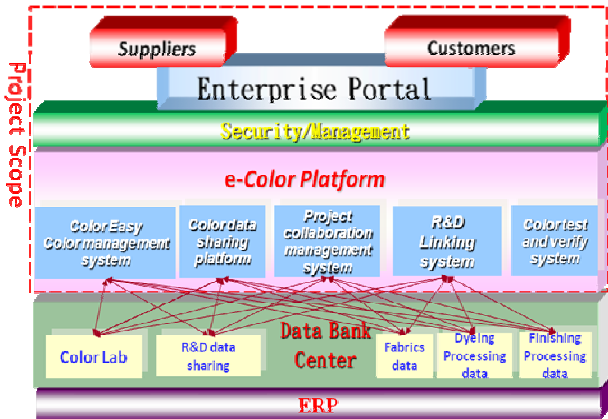 Suppliers
Customers
Enterprise Portal
Project Scope
Security/Management
e-Color Platform
Color Easy
Color management
system
Colordata
sharing
platform
Project
collaboration
management
system
R&D
Linking
system
Colortest
and verify
system
Data Bank
Center
Color Lab
R&D data
sharing
Fabrics
data
Dyeing
Processing
data
Finishing
Processing
data
ERP